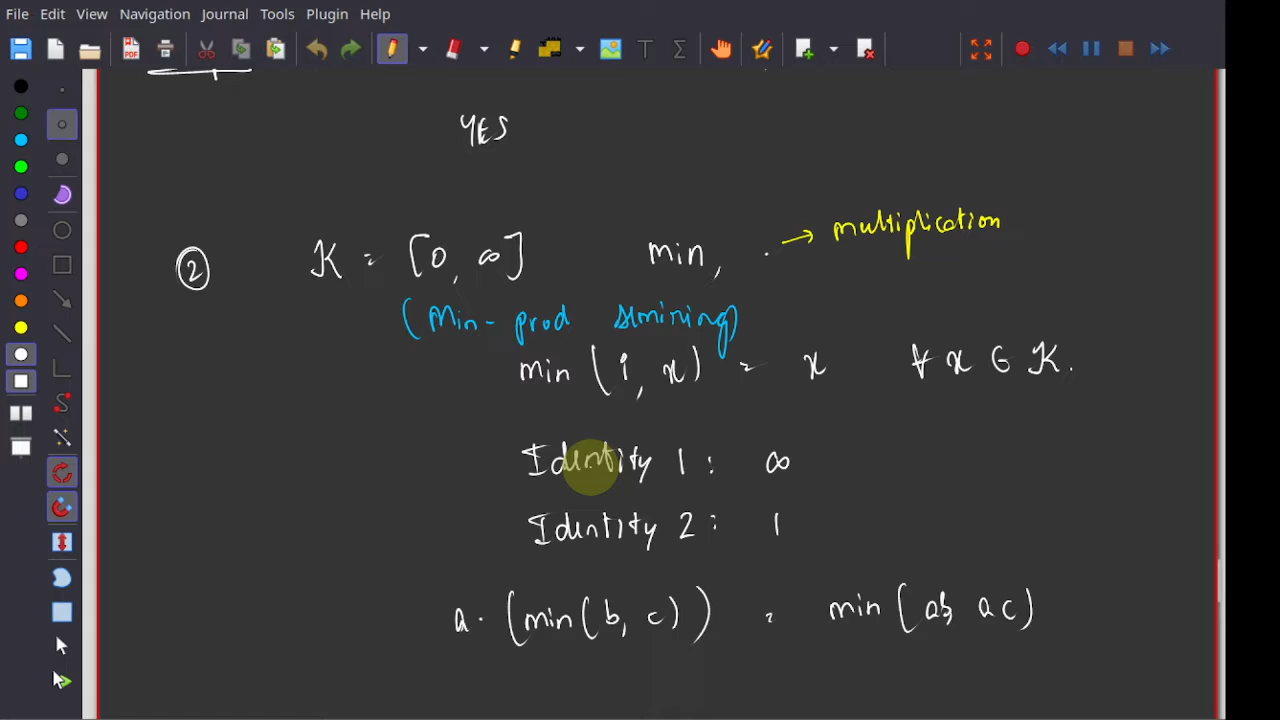 File Edit View Navigation Journal Tools Plugin Help
YES
② K = [0, ∞] min, · → multiplication
(Min-prod semiring)
min (i, x) = x ∀ x ∈ K.
Identity 1: ∞
Identity 2: 1
a · (min(b, c)) = min(ab, ac)